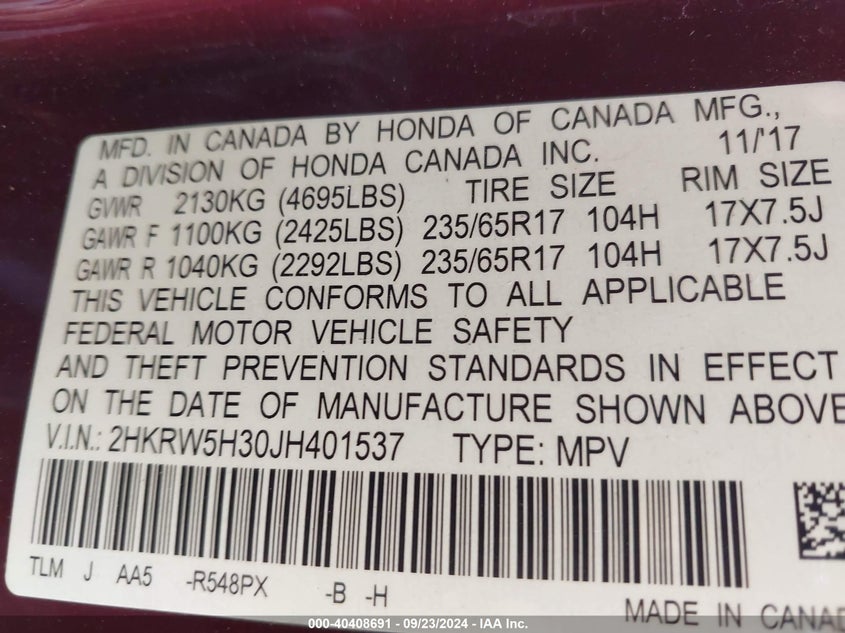 MFD. IN CANADA BY HONDA OF CANADA MFG.,
A DIVISION OF HONDA CANADA INC. 11/'17
GVWR 2130KG (4695LBS) TIRE SIZE RIM SIZE
GAWR F 1100KG (2425LBS) 235/65R17 104H 17X7.5J
GAWR R 1040KG (2292LBS) 235/65R17 104H 17X7.5J
THIS VEHICLE CONFORMS TO ALL APPLICABLE
FEDERAL MOTOR VEHICLE SAFETY
AND THEFT PREVENTION STANDARDS IN EFFECT
ON THE DATE OF MANUFACTURE SHOWN ABOVE
V.I.N.: 2HKRW5H30JH401537 TYPE: MPV
TLM J AA5 -R548PX -B -H
MADE IN CANAD
000-40408691 - 09/23/2024 - IAA Inc.